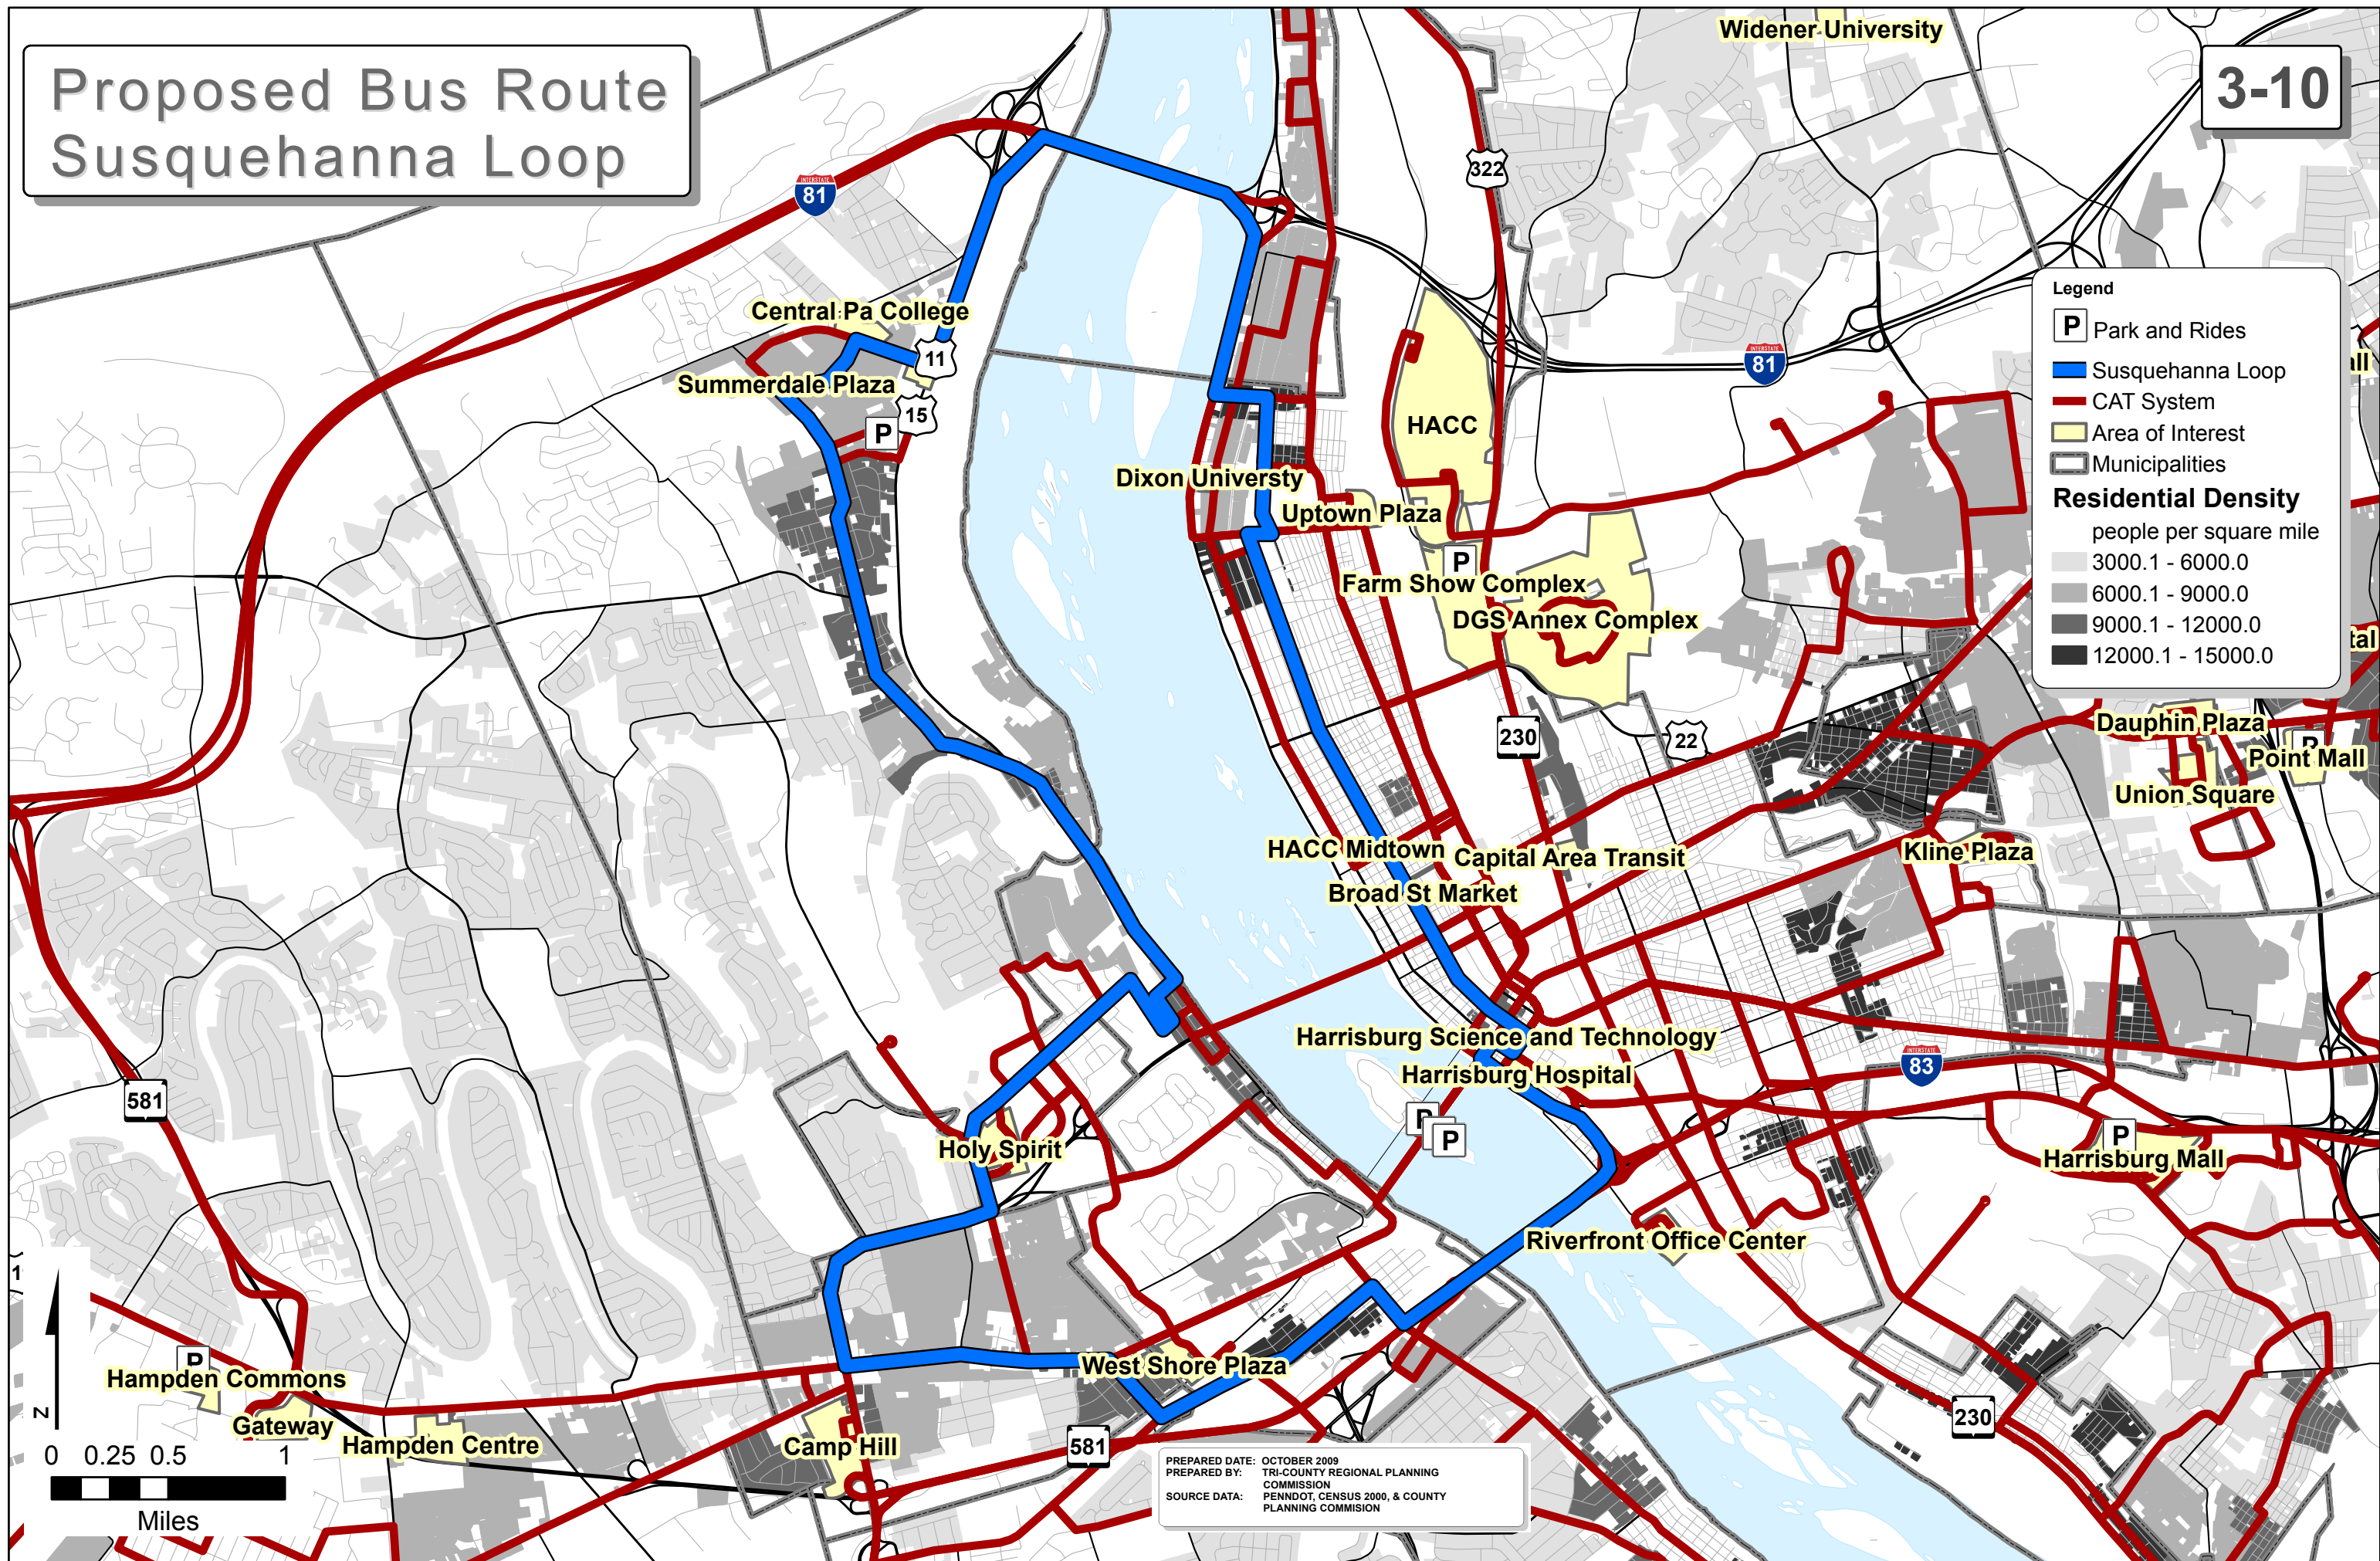 Proposed Bus Route
Susquehanna Loop
3-10
Widener University
322
INTERSTATE
81
Central Pa College
11
Summerdale Plaza
15
P
INTERSTATE
81
HACC
Dixon Universty
Uptown Plaza
P
Farm Show Complex
DGS Annex Complex
Legend
P Park and Rides
Susquehanna Loop
CAT System
Area of Interest
Municipalities
Residential Density
people per square mile
3000.1 - 6000.0
6000.1 - 9000.0
9000.1 - 12000.0
12000.1 - 15000.0
all
tal
230
22
Dauphin Plaza
P
Point Mall
Union Square
HACC Midtown
Capital Area Transit
Kline Plaza
Broad St Market
Harrisburg Science and Technology
Harrisburg Hospital
INTERSTATE
83
581
P
P
Holy Spirit
P
Harrisburg Mall
Riverfront Office Center
1
P
Hampden Commons
West Shore Plaza
Gateway
Hampden Centre
Camp Hill
581
230
N
0 0.25 0.5 1
Miles
PREPARED DATE: OCTOBER 2009
PREPARED BY: TRI-COUNTY REGIONAL PLANNING
COMMISSION
SOURCE DATA: PENNDOT, CENSUS 2000, & COUNTY
PLANNING COMMISION